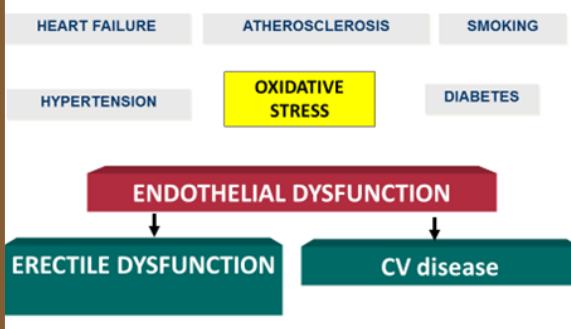 HEART FAILURE
ATHEROSCLEROSIS
SMOKING
HYPERTENSION
OXIDATIVE
STRESS
DIABETES
ENDOTHELIAL DYSFUNCTION
ERECTILE DYSFUNCTION
CV disease